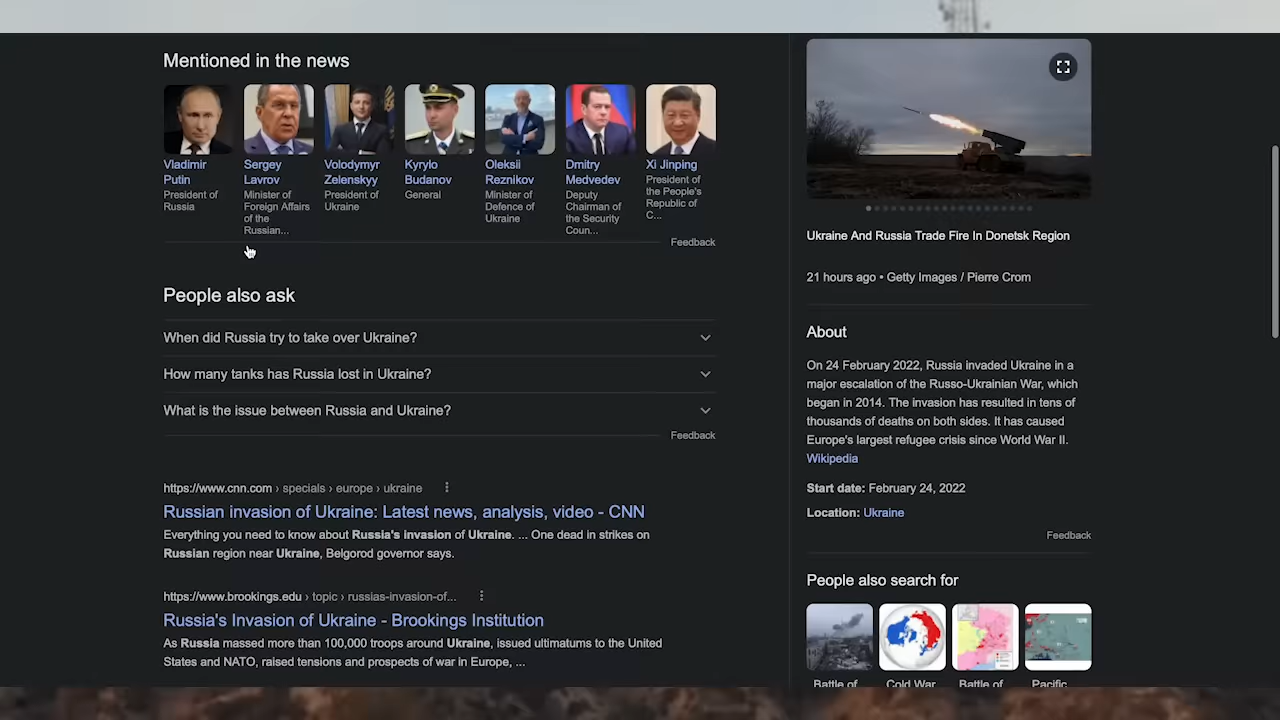 Mentioned in the news
Vladimir
Putin
President of
Russia
Sergey
Lavrov
Minister of
Foreign Affairs
of the
Russian...
Volodymyr
Zelenskyy
President of
Ukraine
Kyrylo
Budanov
General
Oleksii
Reznikov
Minister of
Defence of
Ukraine
Dmitry
Medvedev
Deputy
Chairman of
the Security
Coun...
Xi Jinping
President of
the People's
Republic of
C...
Feedback
People also ask
When did Russia try to take over Ukraine?
How many tanks has Russia lost in Ukraine?
What is the issue between Russia and Ukraine?
Feedback
https://www.cnn.com › specials › europe › ukraine
Russian invasion of Ukraine: Latest news, analysis, video - CNN
Everything you need to know about Russia's invasion of Ukraine. ... One dead in strikes on
Russian region near Ukraine, Belgorod governor says.
https://www.brookings.edu › topic › russias-invasion-of...
Russia's Invasion of Ukraine - Brookings Institution
As Russia massed more than 100,000 troops around Ukraine, issued ultimatums to the United
States and NATO, raised tensions and prospects of war in Europe, ...
Ukraine And Russia Trade Fire In Donetsk Region
21 hours ago • Getty Images / Pierre Crom
About
On 24 February 2022, Russia invaded Ukraine in a
major escalation of the Russo-Ukrainian War, which
began in 2014. The invasion has resulted in tens of
thousands of deaths on both sides. It has caused
Europe's largest refugee crisis since World War II.
Wikipedia
Start date: February 24, 2022
Location: Ukraine
Feedback
People also search for
Battle of
Cold War
Battle of
Pacific